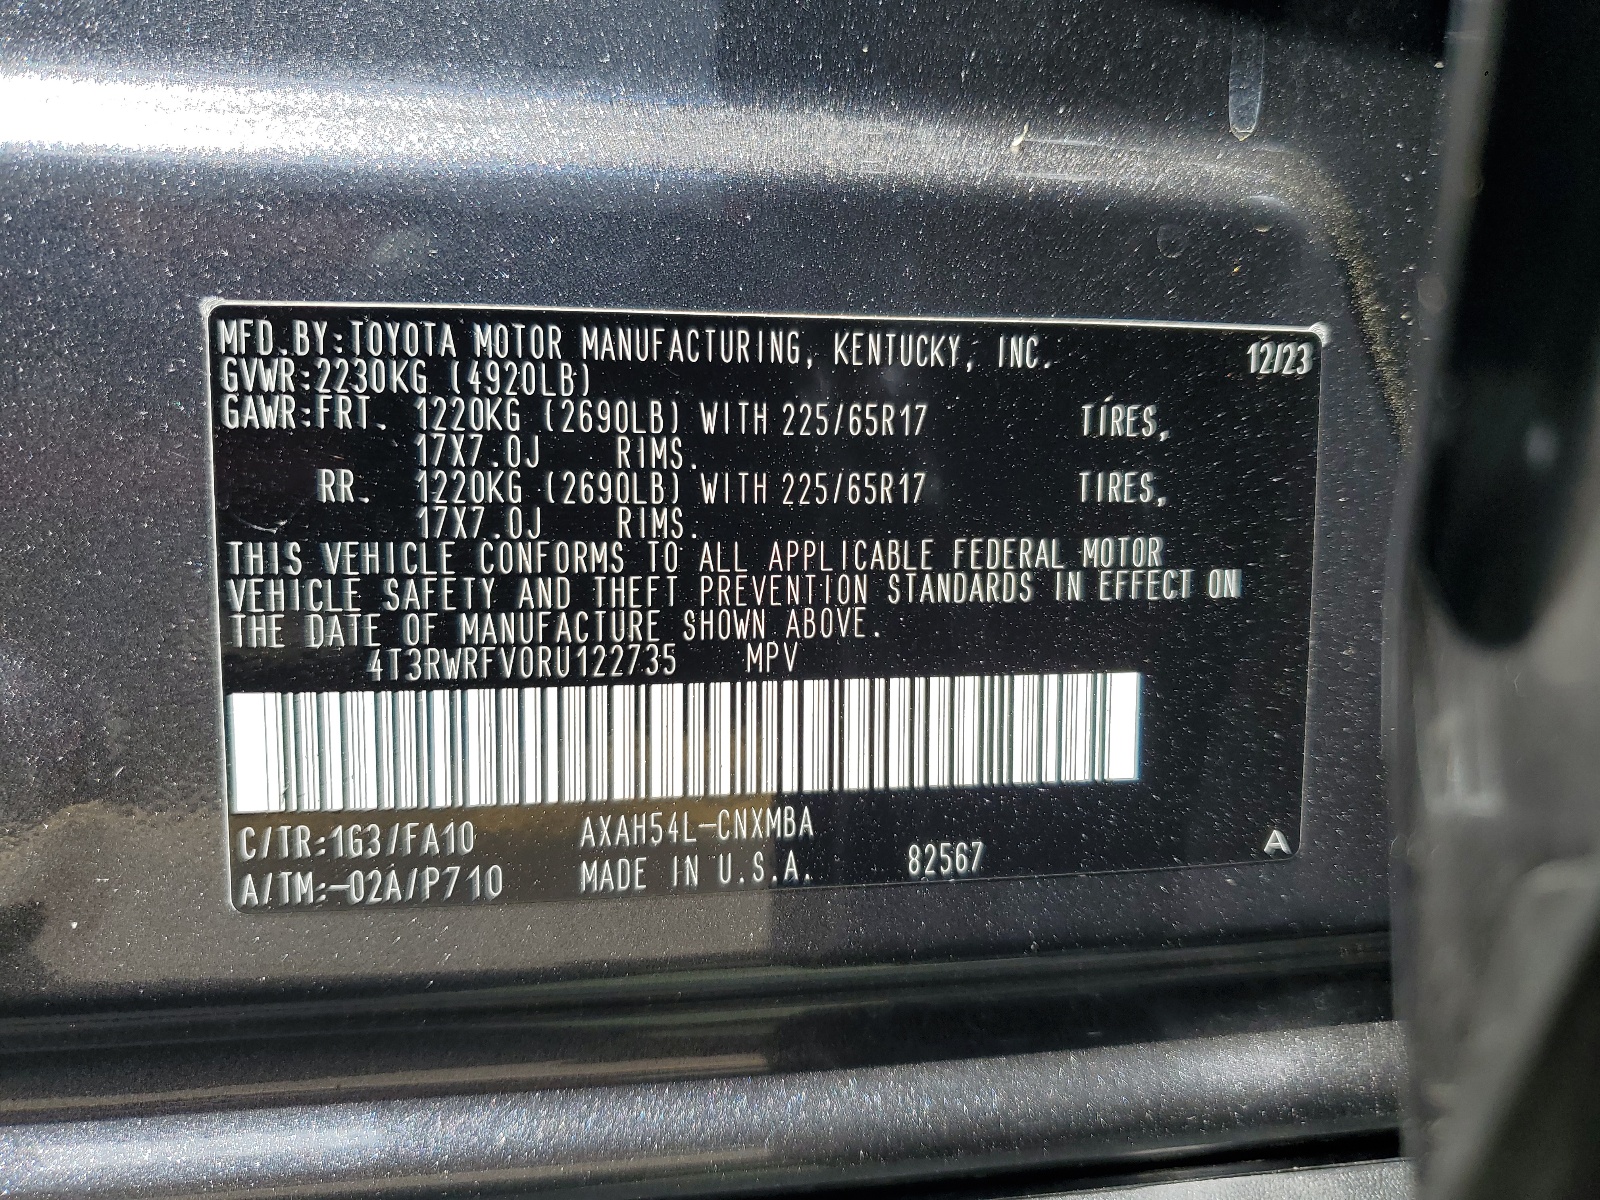 MFD.BY:TOYOTA MOTOR MANUFACTURING, KENTUCKY, INC. 12/23
GVWR:2230KG (4920LB)
GAWR:FRT. 1220KG (2690LB) WITH 225/65R17 TIRES,
17X7.0J RIMS.
RR. 1220KG (2690LB) WITH 225/65R17 TIRES,
17X7.0J RIMS.
THIS VEHICLE CONFORMS TO ALL APPLICABLE FEDERAL MOTOR
VEHICLE SAFETY AND THEFT PREVENTION STANDARDS IN EFFECT ON
THE DATE OF MANUFACTURE SHOWN ABOVE.
4T3RWRFV0RU122735 MPV
C/TR:1G3/FA10 AXAH54L-CNXMBA
A/TM:-02A/P710 MADE IN U.S.A. 82567 A